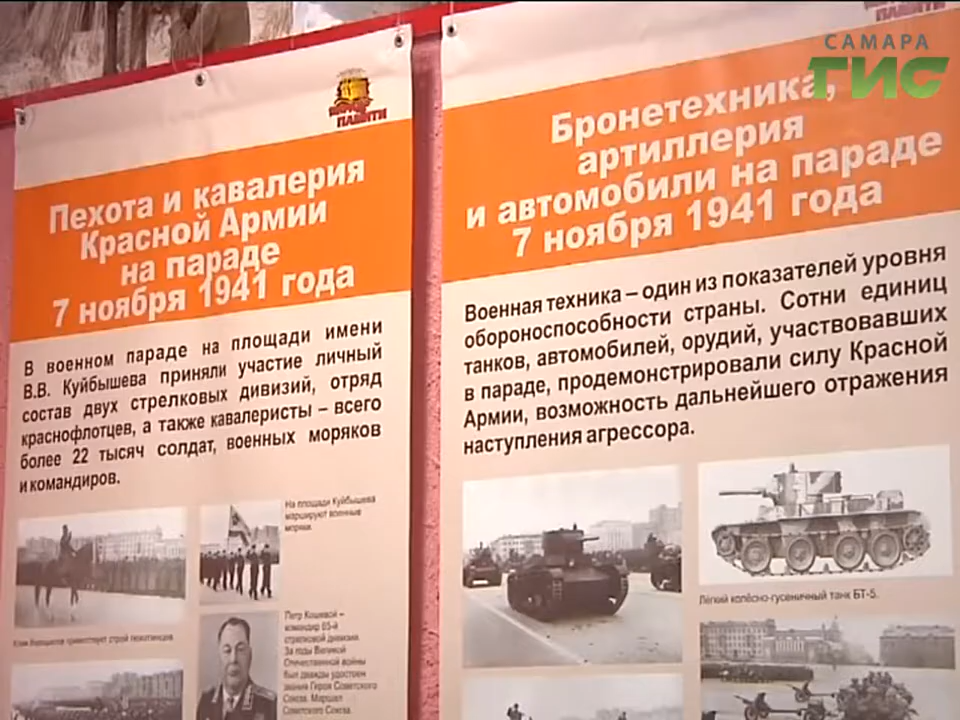 САМАРА
ГИС
ПАМЯТИ
ПАМЯТИ
Пехота и кавалерия
Красной Армии
на параде
7 ноября 1941 года
В военном параде на площади имени
В.В. Куйбышева приняли участие личный
состав двух стрелковых дивизий, отряд
краснофлотцев, а также кавалеристы – всего
более 22 тысяч солдат, военных моряков
и командиров.
На площади Куйбышева
маршируют военные
моряки.
приветствует строй пехотинцев
Петр Кошевой –
командир 65-й
стрелковой дивизии.
За годы Великой
Отечественной войны
был дважды удостоен
звания Героя Советского
Союза. Маршал
Советского Союза.
Бронетехника,
артиллерия
и автомобили на параде
7 ноября 1941 года
Военная техника – один из показателей уровня
обороноспособности страны. Сотни единиц
танков, автомобилей, орудий, участвовавших
в параде, продемонстрировали силу Красной
Армии, возможность дальнейшего отражения
наступления агрессора.
Лёгкий колёсно-гусеничный танк БТ-5.